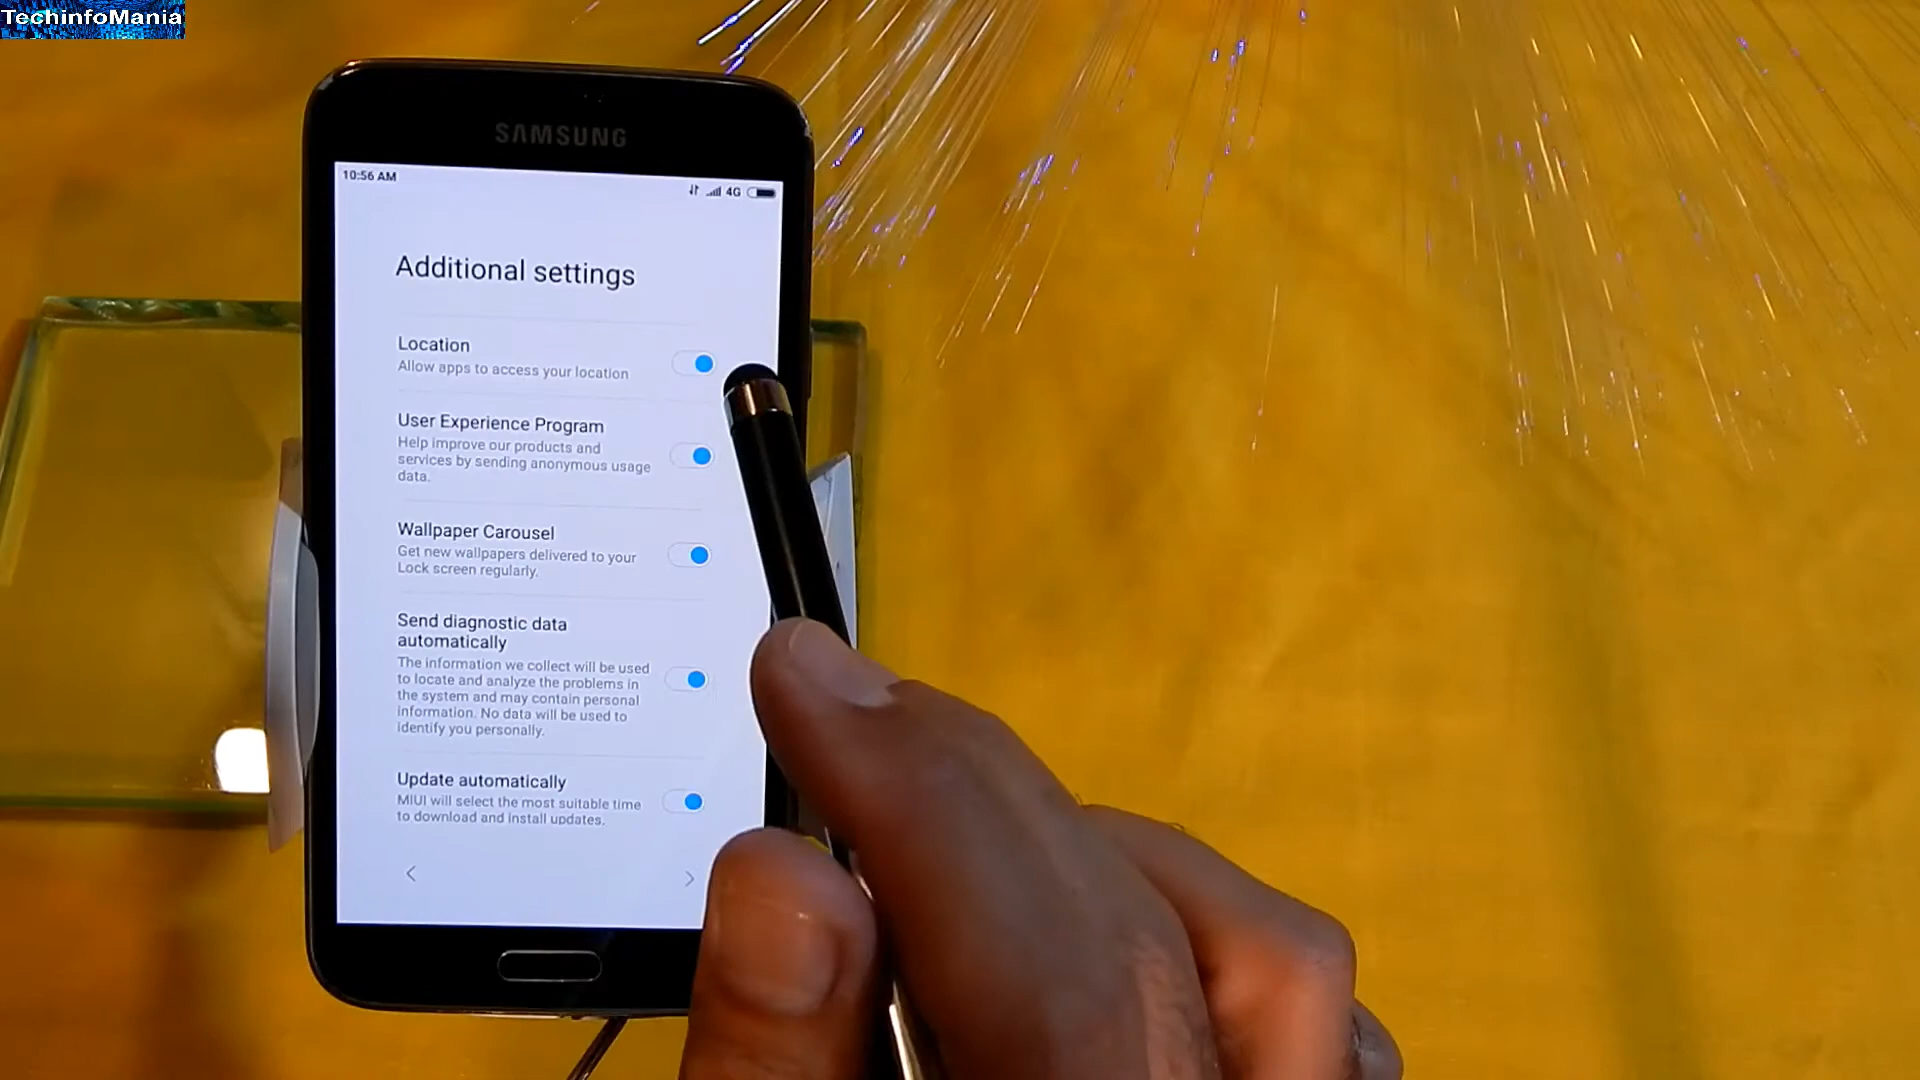 TechinfoMania
SAMSUNG
10:56 AM
4G
Additional settings
Location
Allow apps to access your location
User Experience Program
Help improve our products and
services by sending anonymous usage
data.
Wallpaper Carousel
Get new wallpapers delivered to your
Lock screen regularly.
Send diagnostic data
automatically
The information we collect will be used
to locate and analyze the problems in
the system and may contain personal
information. No data will be used to
identify you personally.
Update automatically
MIUI will select the most suitable time
to download and install updates.